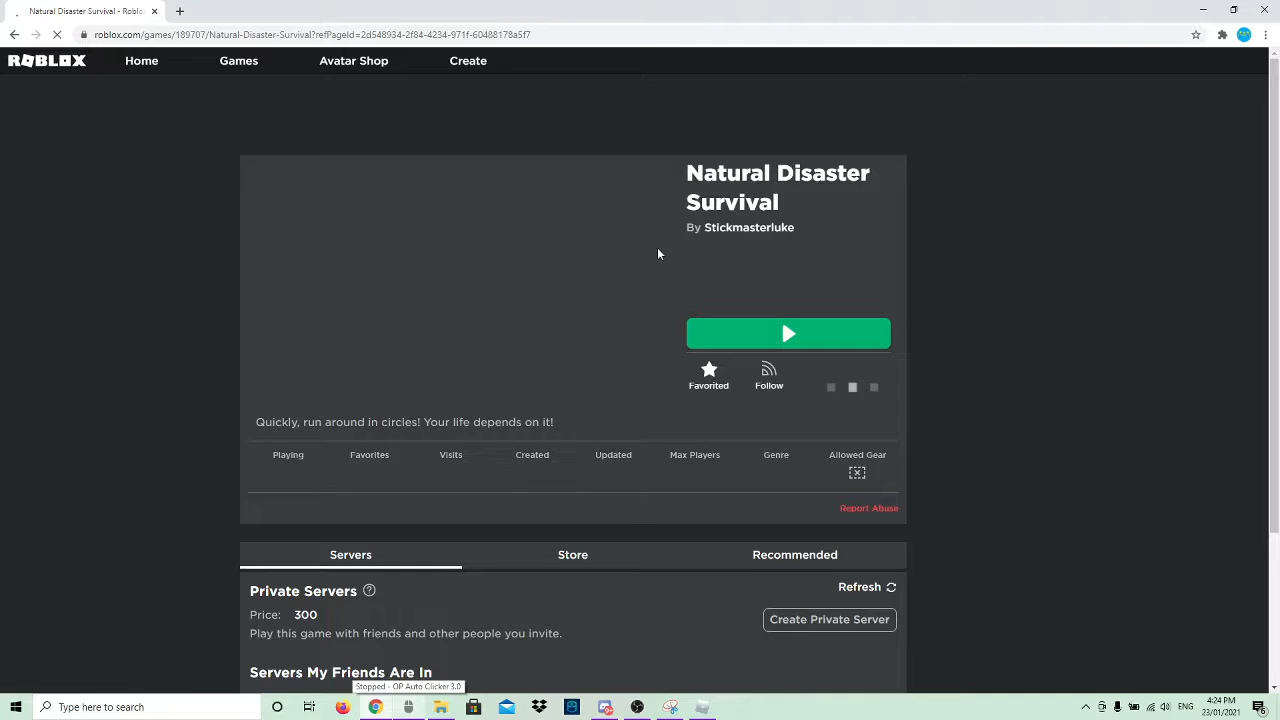 Natural Disaster Survival - Roblo
roblox.com/games/189707/Natural-Disaster-Survival?refPageId=2d548934-2f84-4234-971f-60488178a5f7
ROBLOX Home Games Avatar Shop Create
Natural Disaster
Survival
By Stickmasterluke
Favorited Follow
Quickly, run around in circles! Your life depends on it!
Playing Favorites Visits Created Updated Max Players Genre Allowed Gear
Report Abuse
Servers Store Recommended
Private Servers
Refresh
Price: 300
Create Private Server
Play this game with friends and other people you invite.
Servers My Friends Are In
Stopped - OP Auto Clicker 3.0
Type here to search
ENG
4:24 PM
23/01/2021
6